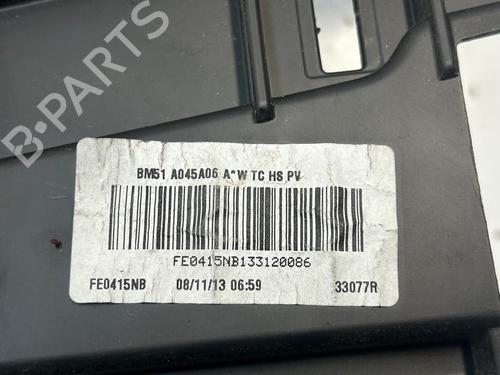 B-PARTS
BM51 A045A06 A*W TC HS PV
FE0415NB133120086
FE0415NB 08/11/13 06:59 33077R